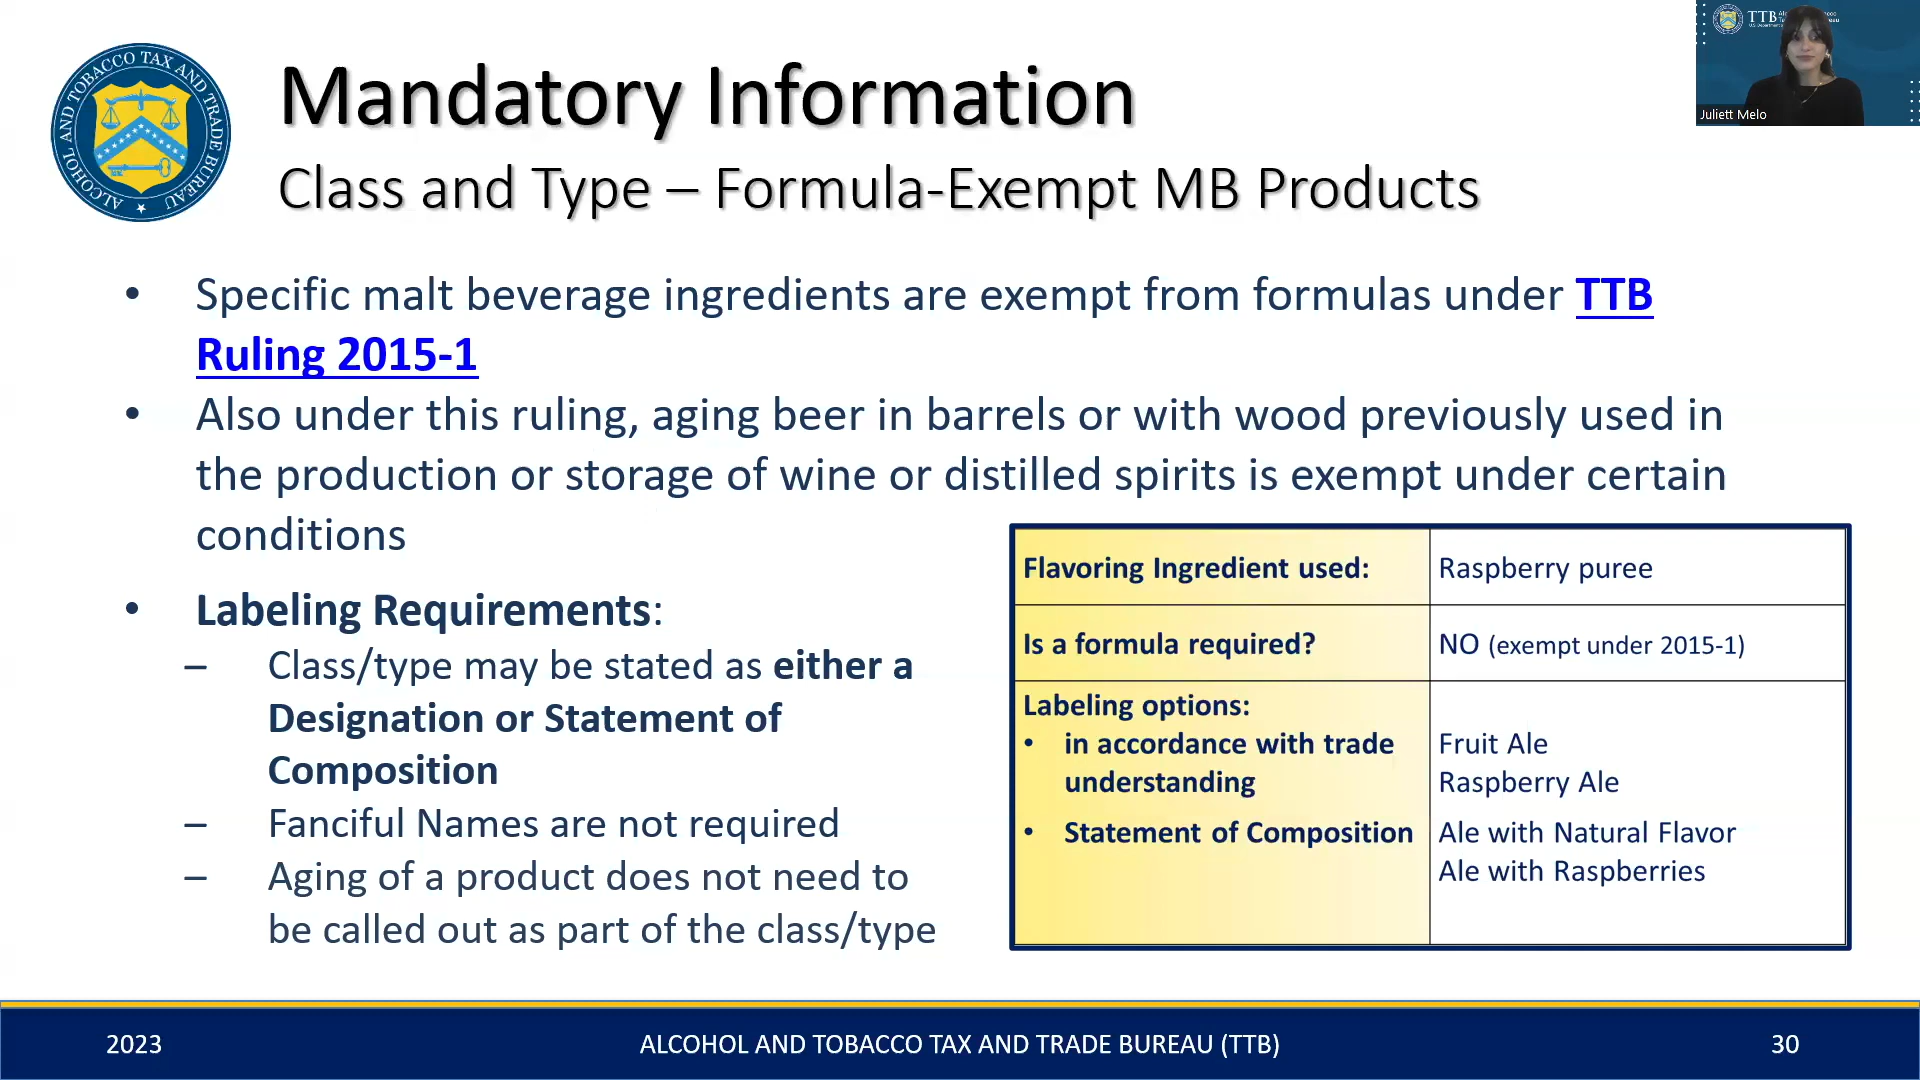 ALCOHOL AND TOBACCO TAX AND TRADE BUREAU
Mandatory Information
Class and Type – Formula-Exempt MB Products
TTB
Juliett Melo
• Specific malt beverage ingredients are exempt from formulas under TTB
Ruling 2015-1
• Also under this ruling, aging beer in barrels or with wood previously used in
the production or storage of wine or distilled spirits is exempt under certain
conditions
• Labeling Requirements:
– Class/type may be stated as either a
Designation or Statement of
Composition
– Fanciful Names are not required
– Aging of a product does not need to
be called out as part of the class/type
Flavoring Ingredient used: Raspberry puree
Is a formula required? NO (exempt under 2015-1)
Labeling options:
• in accordance with trade Fruit Ale
understanding Raspberry Ale
• Statement of Composition Ale with Natural Flavor
Ale with Raspberries
2023 ALCOHOL AND TOBACCO TAX AND TRADE BUREAU (TTB) 30